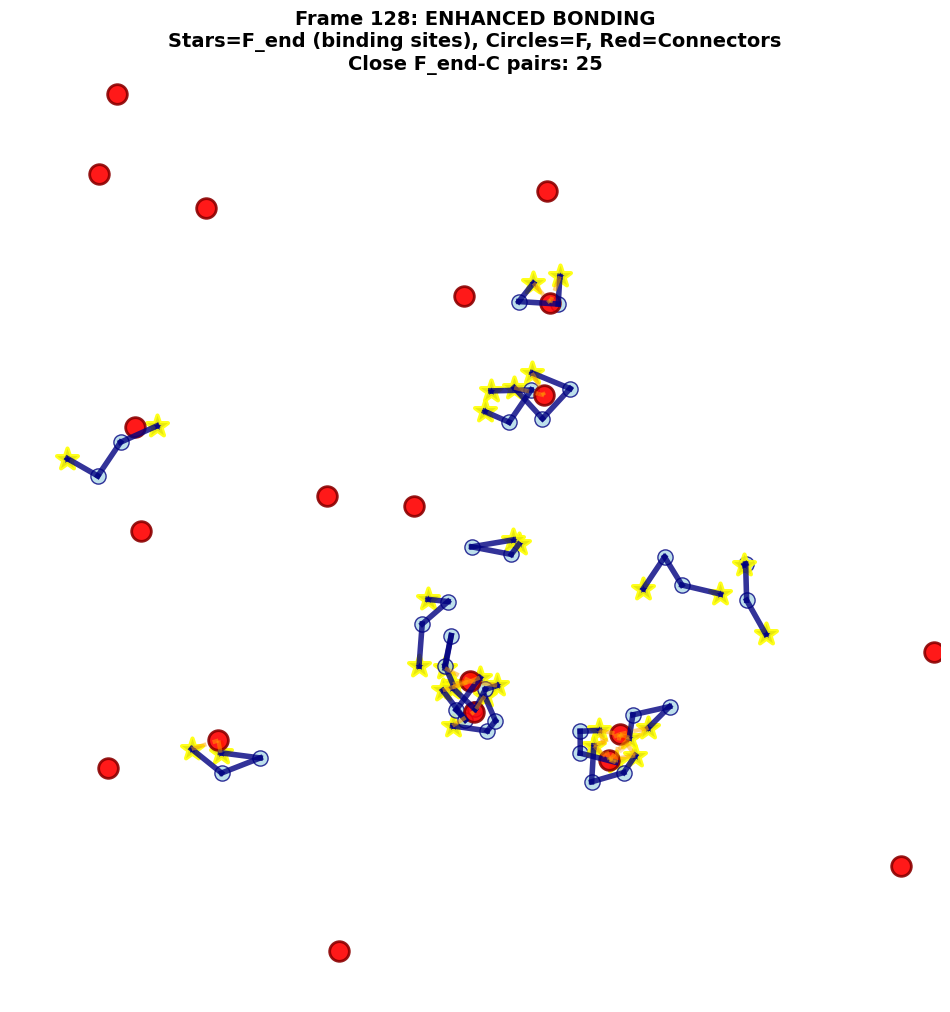 Frame 128: ENHANCED BONDING
Stars=F_end (binding sites), Circles=F, Red=Connectors
Close F_end-C pairs: 25